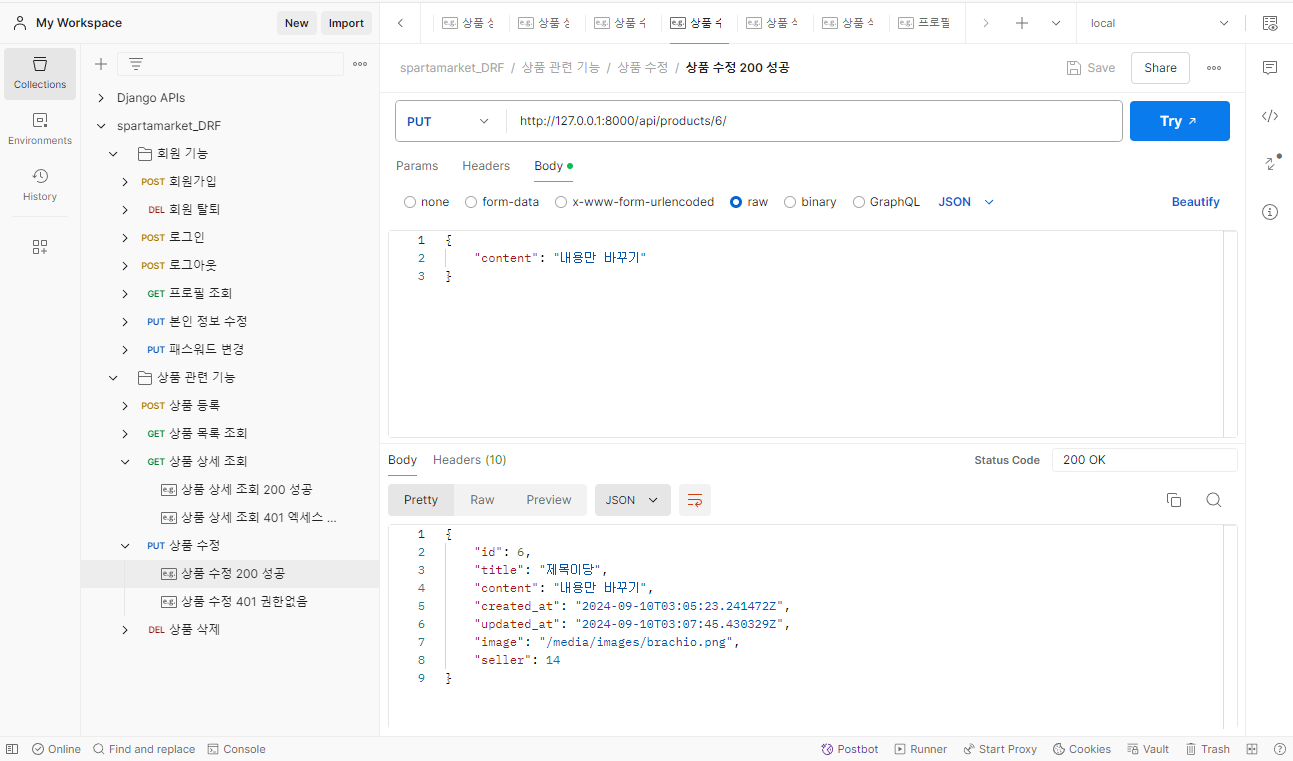 My Workspace
New
Import
Collections
Environments
History
Django APIs
spartamarket_DRF
회원 기능
POST 회원가입
DEL 회원 탈퇴
POST 로그인
POST 로그아웃
GET 프로필 조회
PUT 본인 정보 수정
PUT 패스워드 변경
상품 관련 기능
POST 상품 등록
GET 상품 목록 조회
GET 상품 상세 조회
e.g. 상품 상세 조회 200 성공
e.g. 상품 상세 조회 401 엑세스 ...
PUT 상품 수정
e.g. 상품 수정 200 성공
e.g. 상품 수정 401 권한없음
DEL 상품 삭제
e.g. 상품
e.g. 상품
e.g. 상품
e.g. 상품
e.g. 상품
e.g. 상품
e.g. 프로필
local
spartamarket_DRF / 상품 관련 기능 / 상품 수정 / 상품 수정 200 성공
Save
Share
PUT
http://127.0.0.1:8000/api/products/6/
Try
Params
Headers
Body
none
form-data
x-www-form-urlencoded
raw
binary
GraphQL
JSON
Beautify
1 {
2 "content": "내용만 바꾸기"
3 }
Body
Headers (10)
Status Code
200 OK
Pretty
Raw
Preview
JSON
1 {
2 "id": 6,
3 "title": "제목이당",
4 "content": "내용만 바꾸기",
5 "created_at": "2024-09-10T03:05:23.241472Z",
6 "updated_at": "2024-09-10T03:07:45.430329Z",
7 "image": "/media/images/brachio.png",
8 "seller": 14
9 }
Online
Find and replace
Console
Postbot
Runner
Start Proxy
Cookies
Vault
Trash